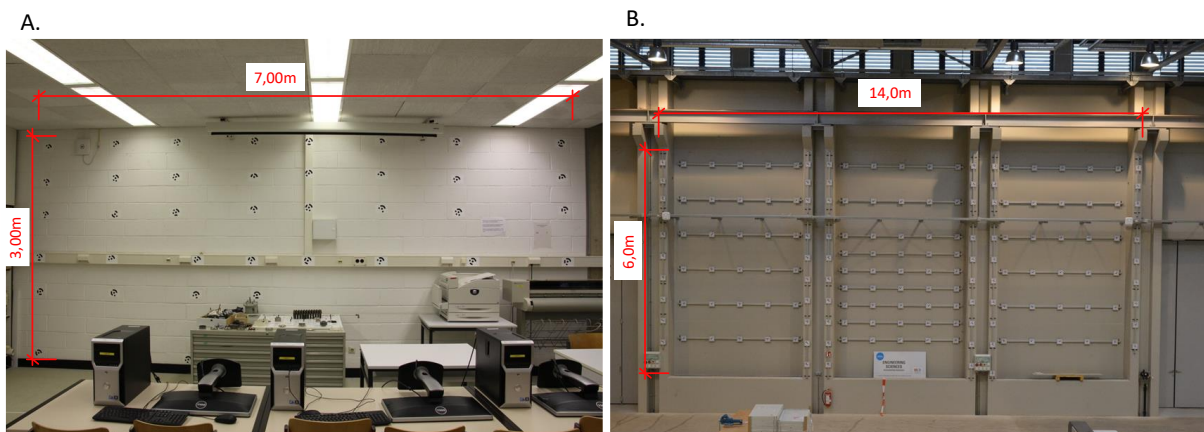 A.
B.
7,00m
14,0m
3,00m
6,0m
ENGINEERING
SCIENCES